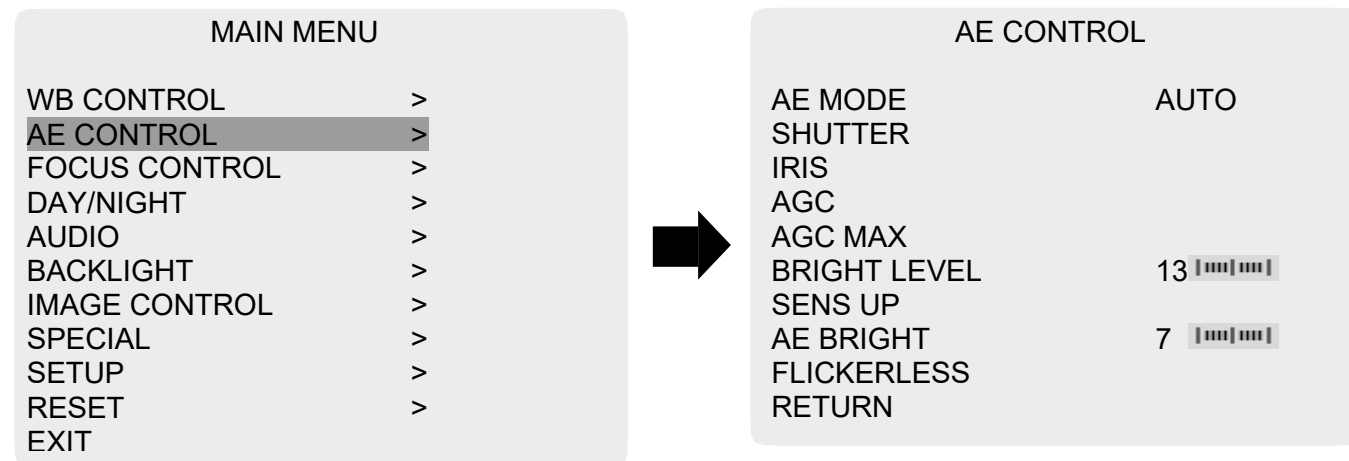 MAIN MENU
WB CONTROL >
AE CONTROL >
FOCUS CONTROL >
DAY/NIGHT >
AUDIO >
BACKLIGHT >
IMAGE CONTROL >
SPECIAL >
SETUP >
RESET >
EXIT
AE CONTROL
AE MODE AUTO
SHUTTER
IRIS
AGC
AGC MAX
BRIGHT LEVEL 13
SENS UP
AE BRIGHT 7
FLICKERLESS
RETURN